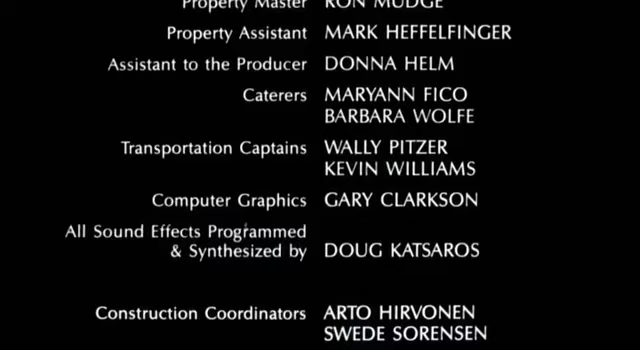 Property Master RON MUDGE
Property Assistant MARK HEFFELFINGER
Assistant to the Producer DONNA HELM
Caterers MARYANN FICO
BARBARA WOLFE
Transportation Captains WALLY PITZER
KEVIN WILLIAMS
Computer Graphics GARY CLARKSON
All Sound Effects Programmed
& Synthesized by DOUG KATSAROS
Construction Coordinators ARTO HIRVONEN
SWEDE SORENSEN